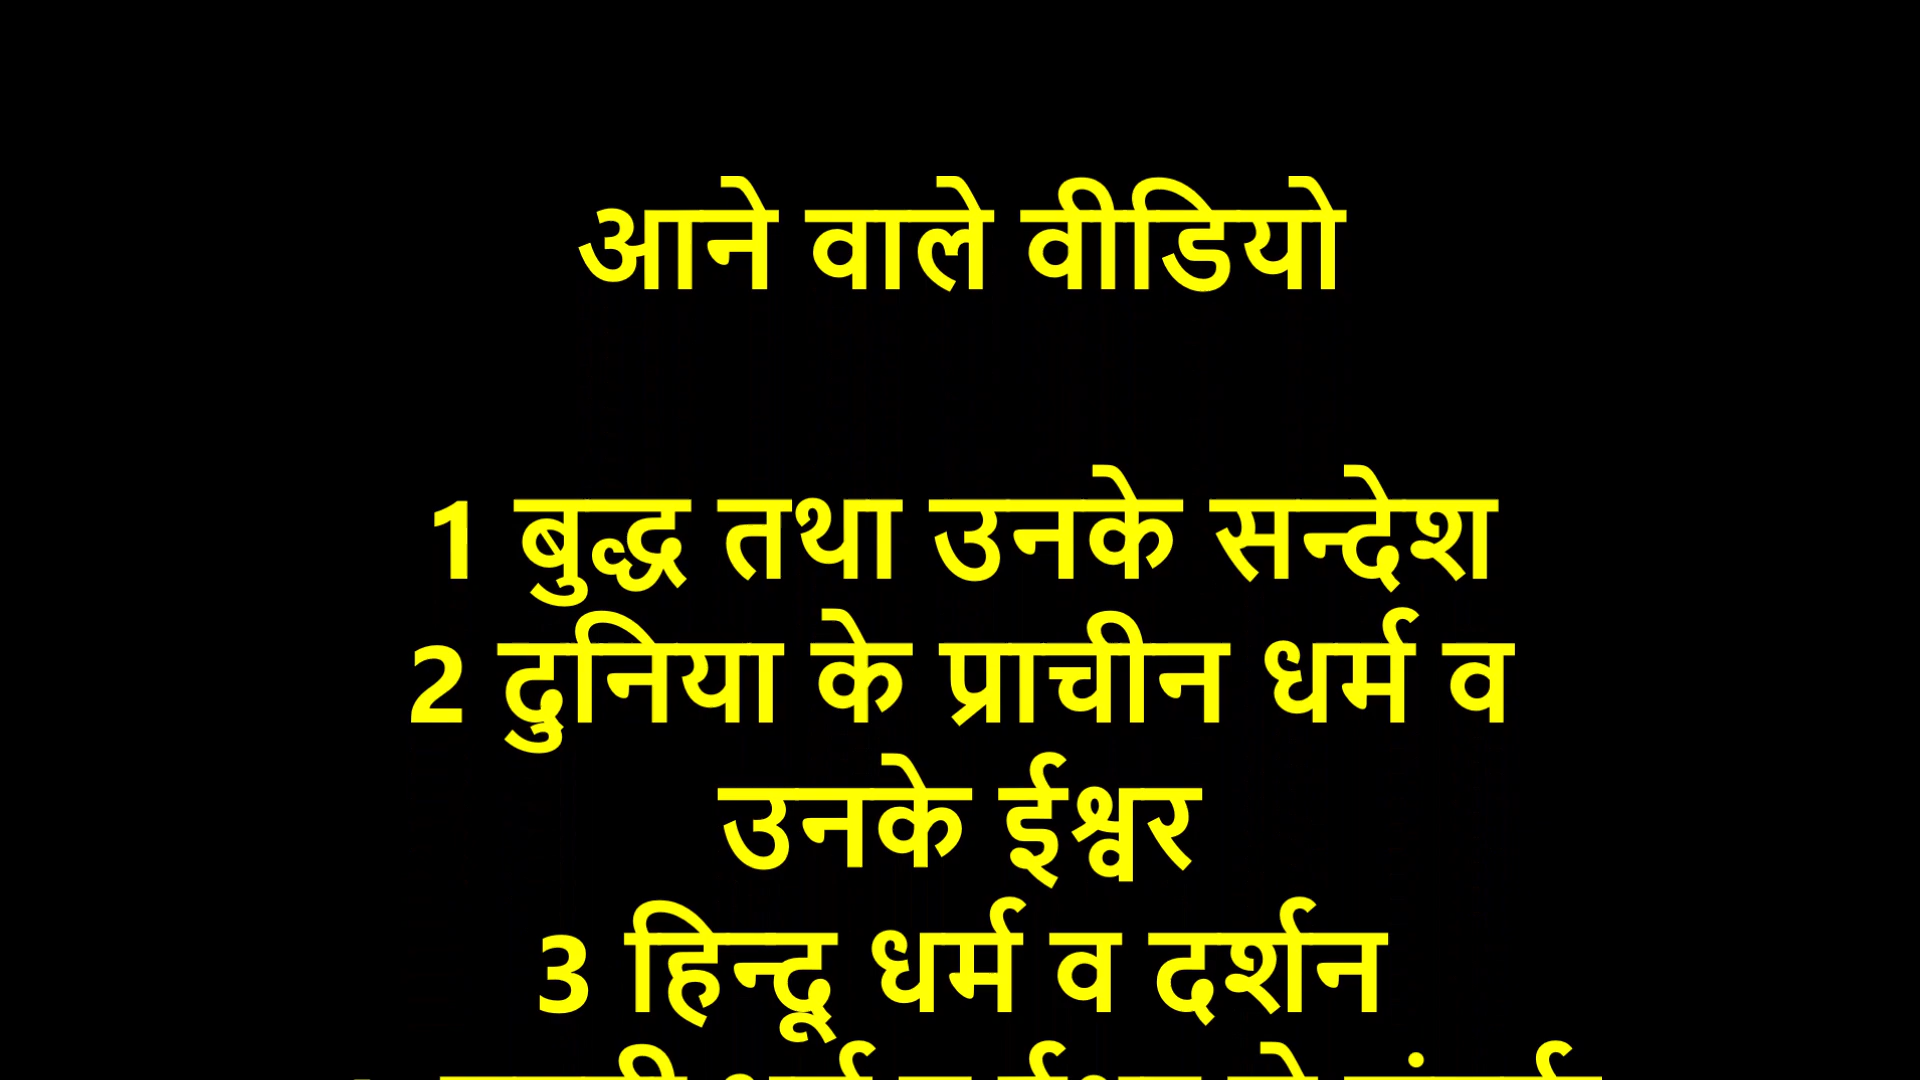 आने वाले वीडियो
1 बुद्ध तथा उनके सन्देश
2 दुनिया के प्राचीन धर्म व
उनके ईश्वर
3 हिन्दू धर्म व दर्शन